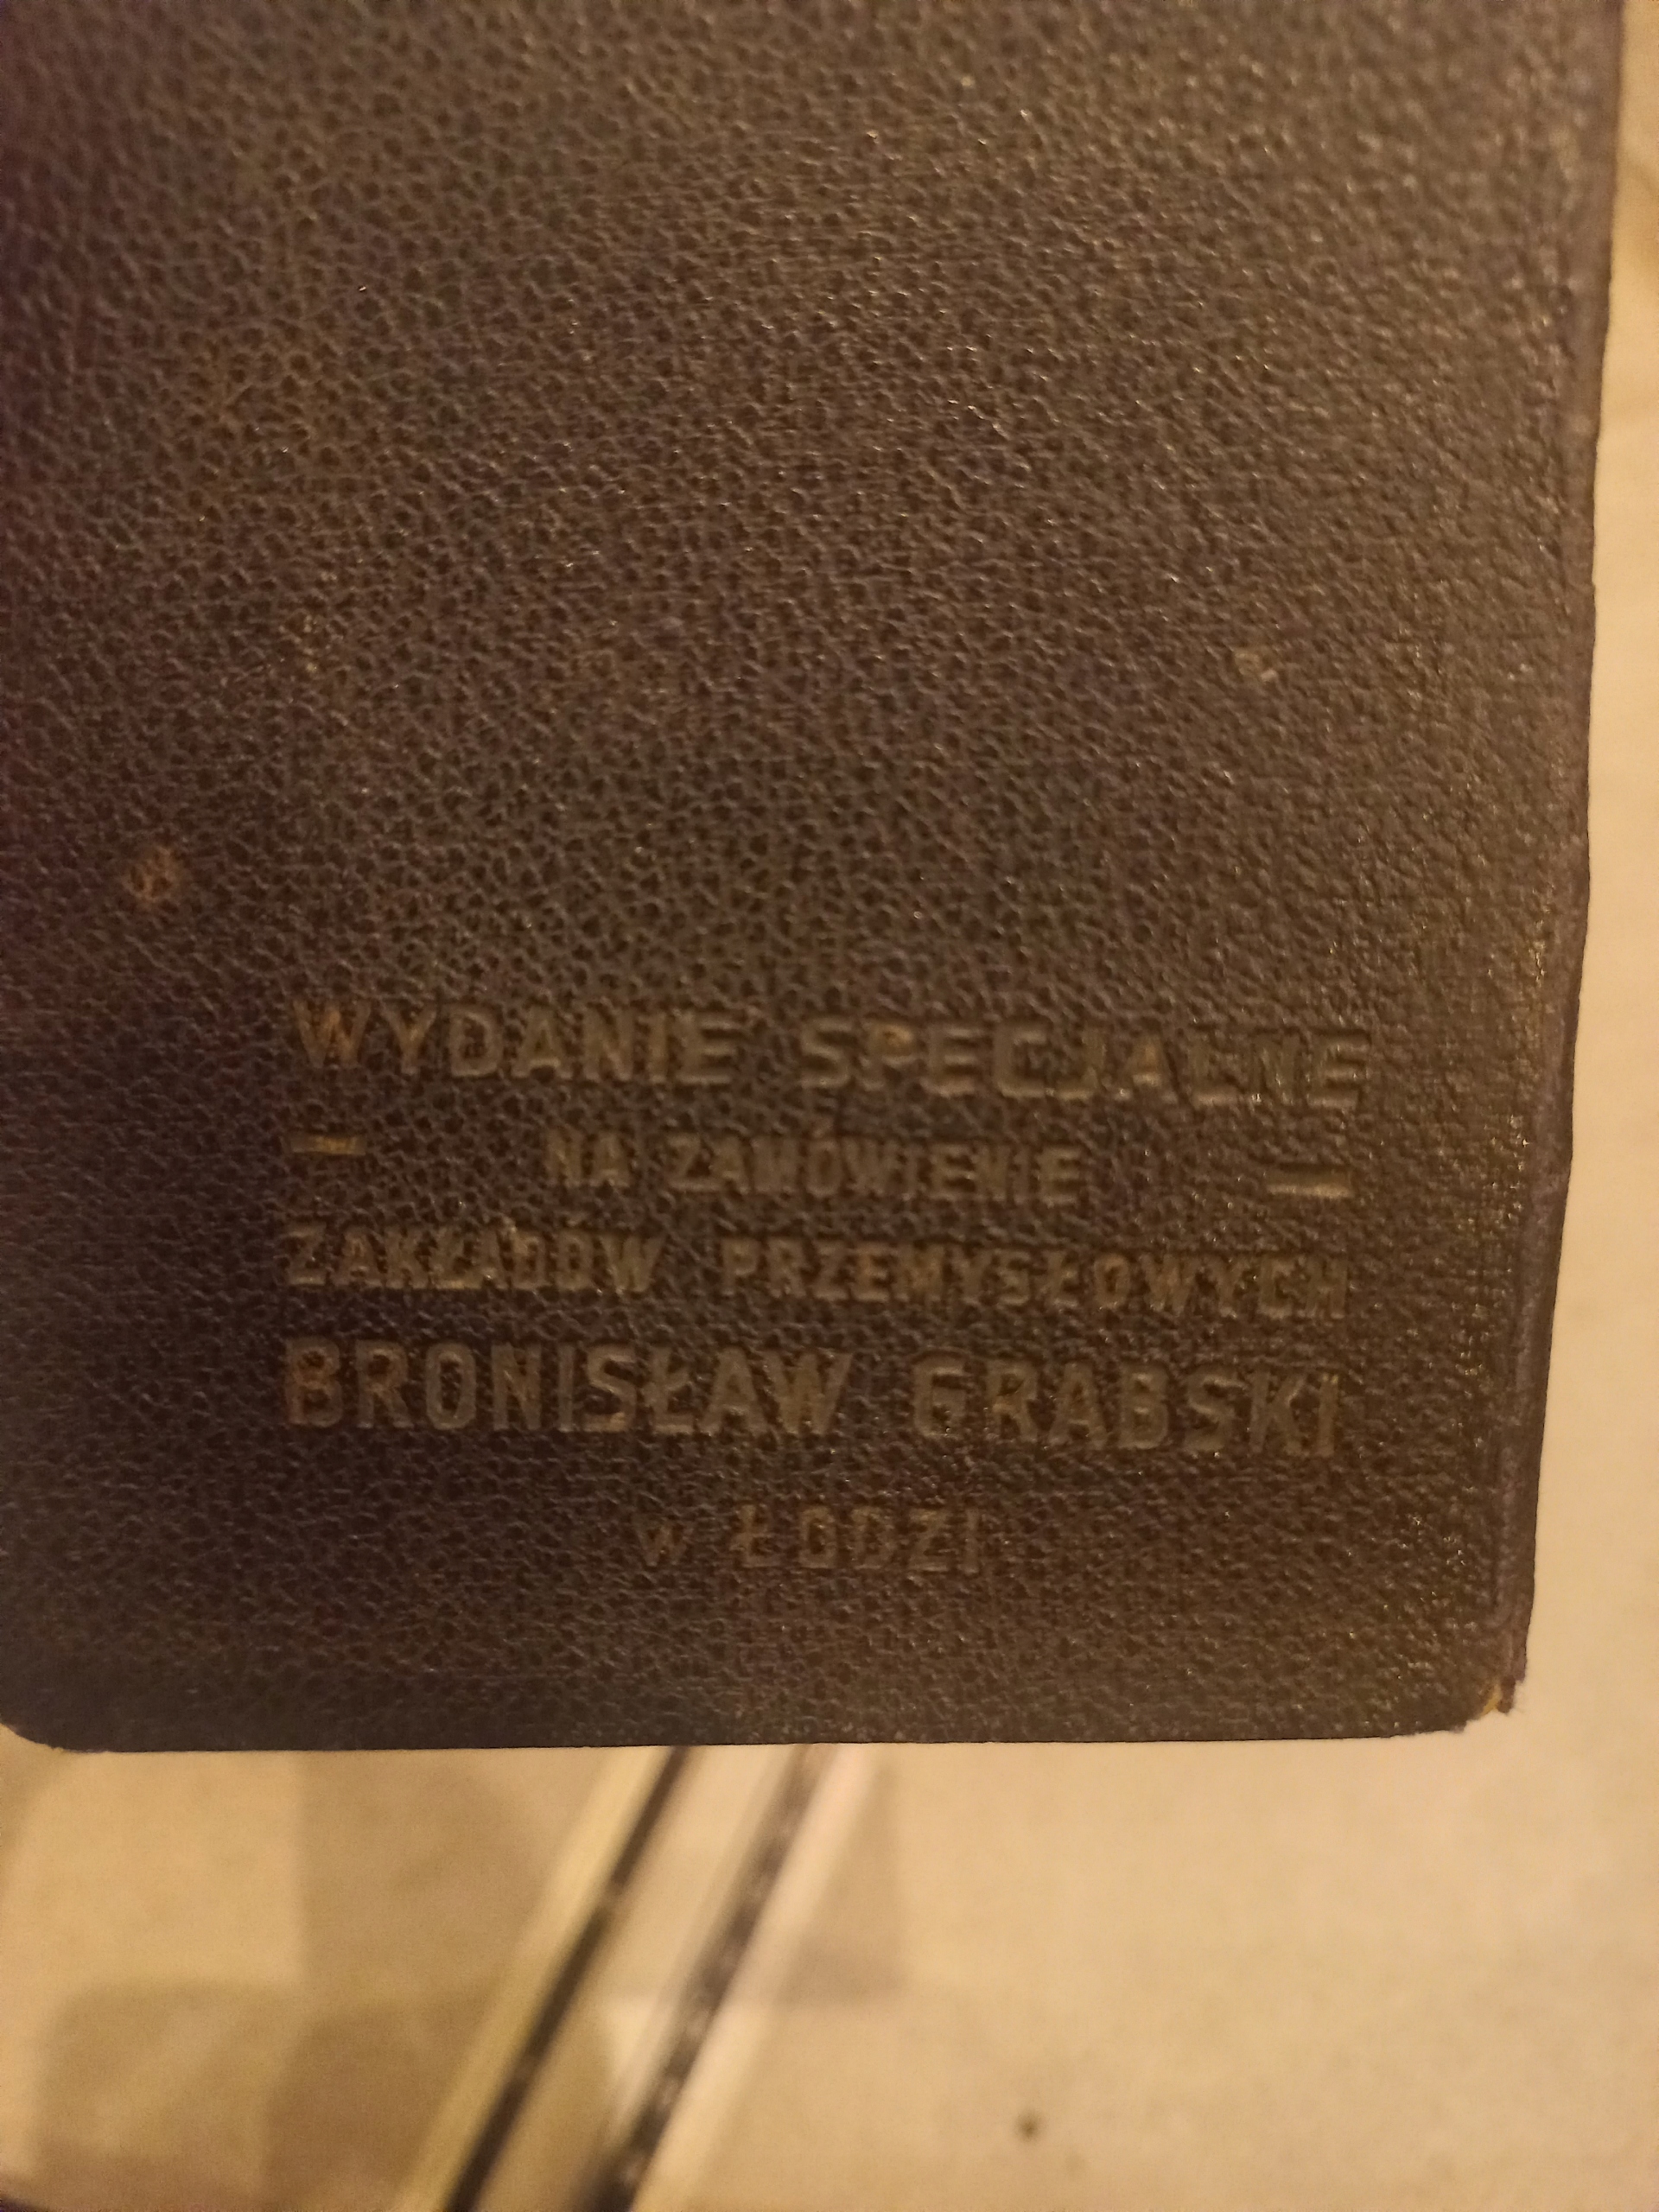 WYDANIE SPECJALNE
— NA ZAMÓWIENIE —
ZAKŁADÓW PRZEMYSŁOWYCH
BRONISŁAW GRABSKI
w ŁODZI